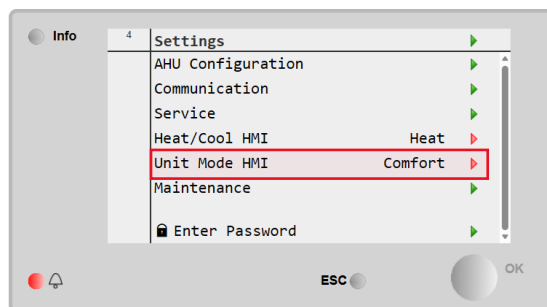 Info
4 Settings
AHU Configuration
Communication
Service
Heat/Cool HMI Heat
Unit Mode HMI Comfort
Maintenance
Enter Password
ESC
OK